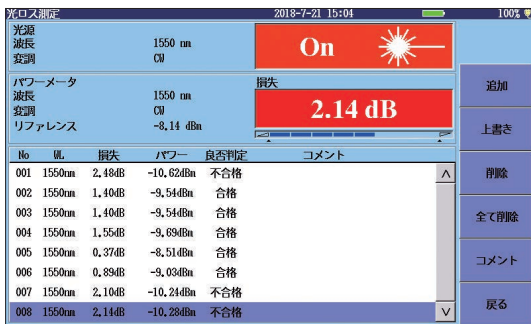 光ロス測定 2018-7-21 15:04 100%
光源
波長 1550 nm
変調 CW
On
パワーメータ
波長 1550 nm
変調 CW
リファレンス -8.14 dBm
損失
2.14 dB
No WL 損失 パワー 良否判定 コメント
001 1550nm 2.48dB -10.62dBm 不合格
002 1550nm 1.40dB -9.54dBm 合格
003 1550nm 1.40dB -9.54dBm 合格
004 1550nm 1.55dB -9.69dBm 合格
005 1550nm 0.37dB -8.51dBm 合格
006 1550nm 0.89dB -9.03dBm 合格
007 1550nm 2.10dB -10.24dBm 不合格
008 1550nm 2.14dB -10.28dBm 不合格
追加
上書き
削除
全て削除
コメント
戻る